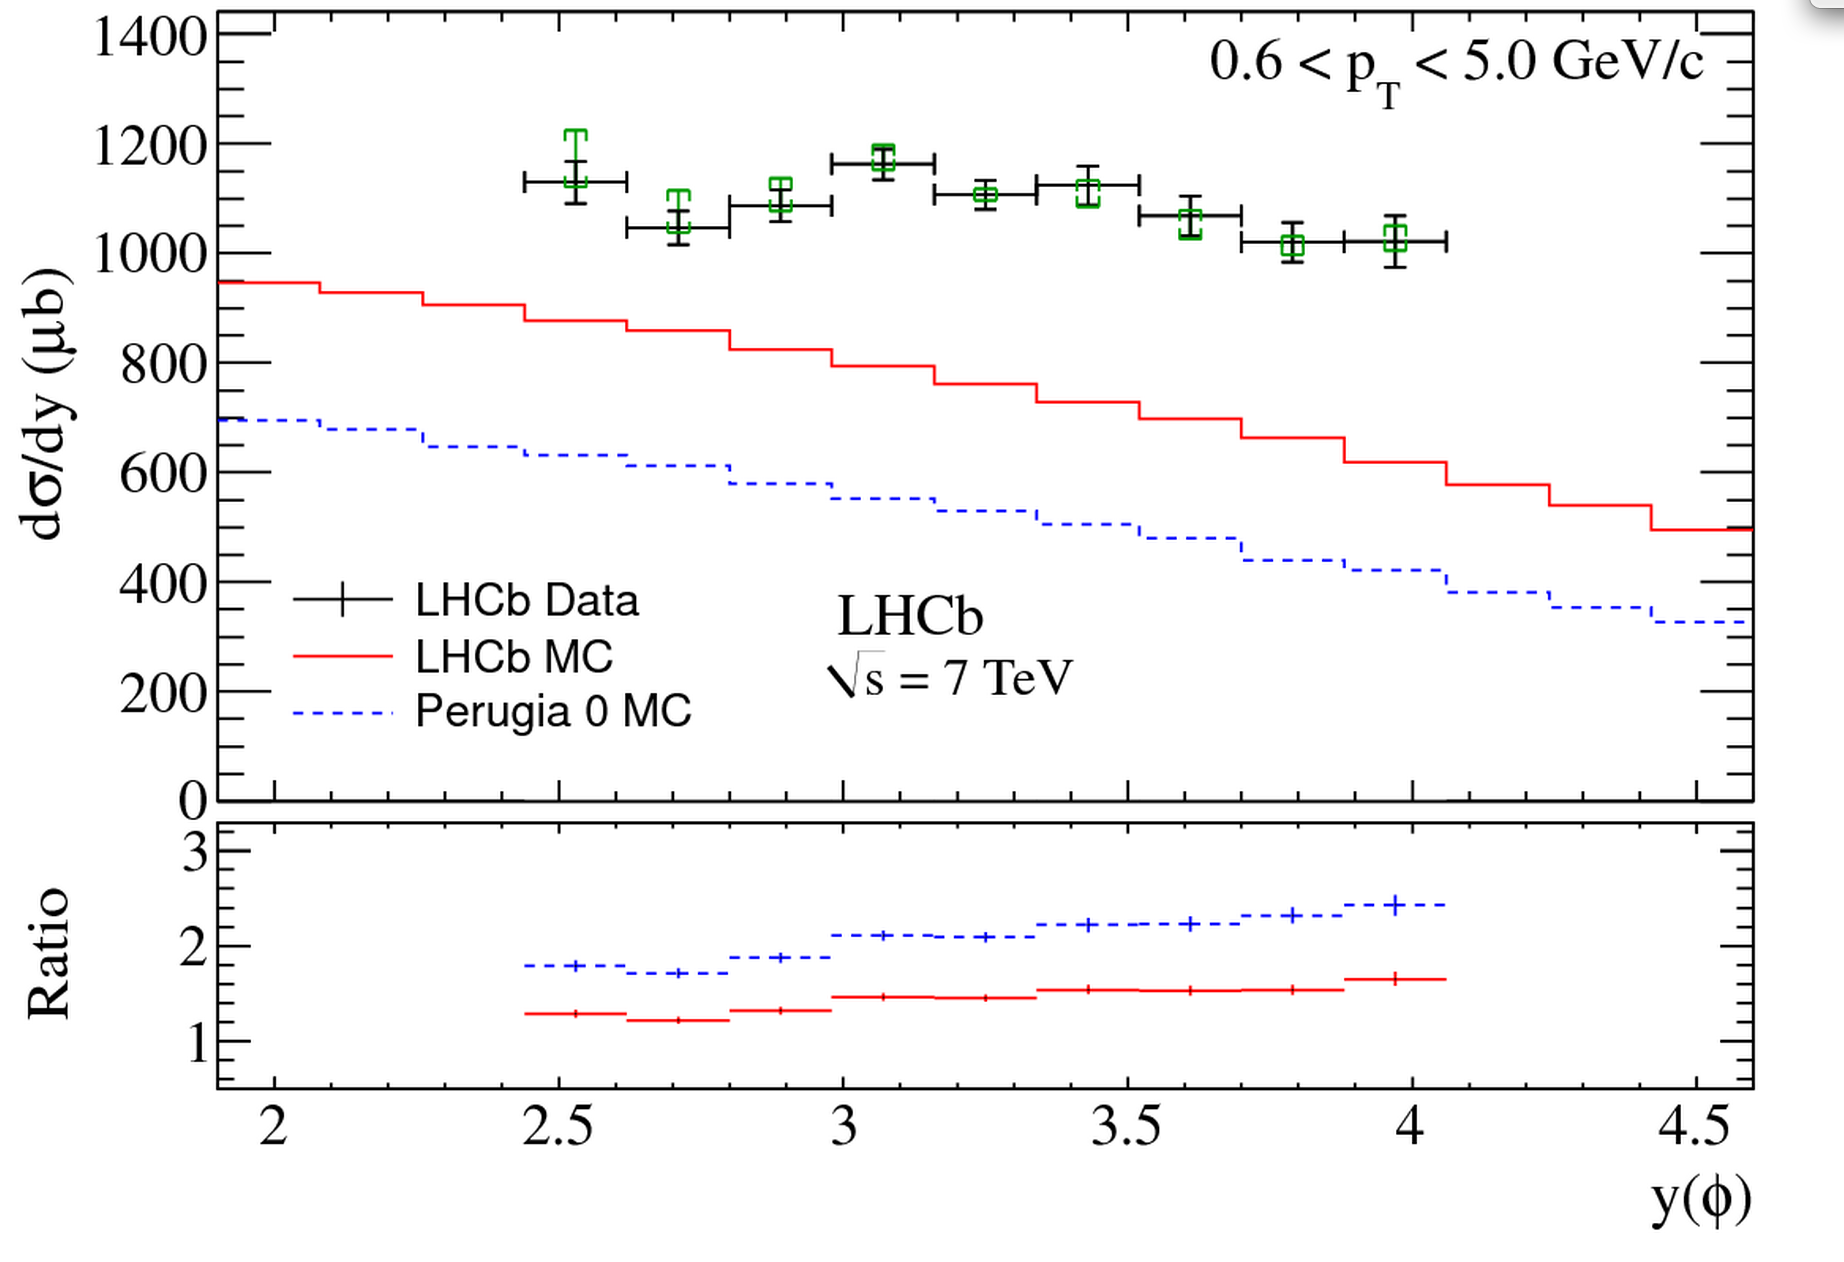 1400
0.6 < pT < 5.0 GeV/c
1200
1000
800
600
400
200
0
dσ/dy (μb)
LHCb Data
LHCb MC
Perugia 0 MC
LHCb
√s = 7 TeV
3
2
1
Ratio
2 2.5 3 3.5 4 4.5
y(ϕ)